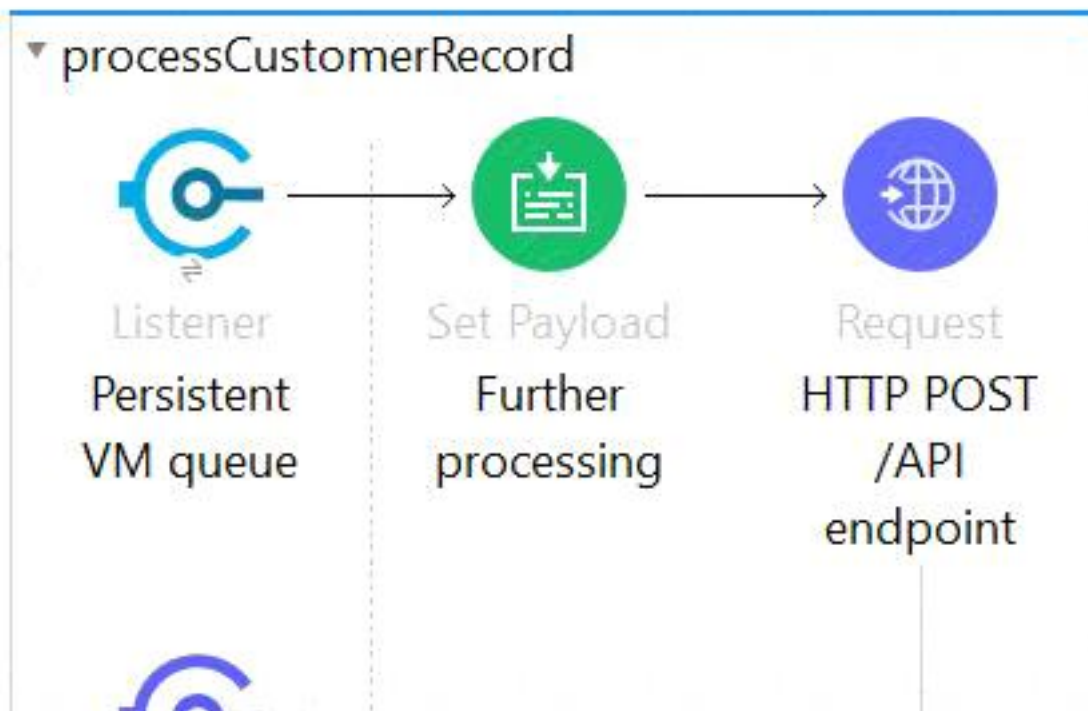 processCustomerRecord
Listener
Persistent
VM queue
Set Payload
Further
processing
Request
HTTP POST
/API
endpoint